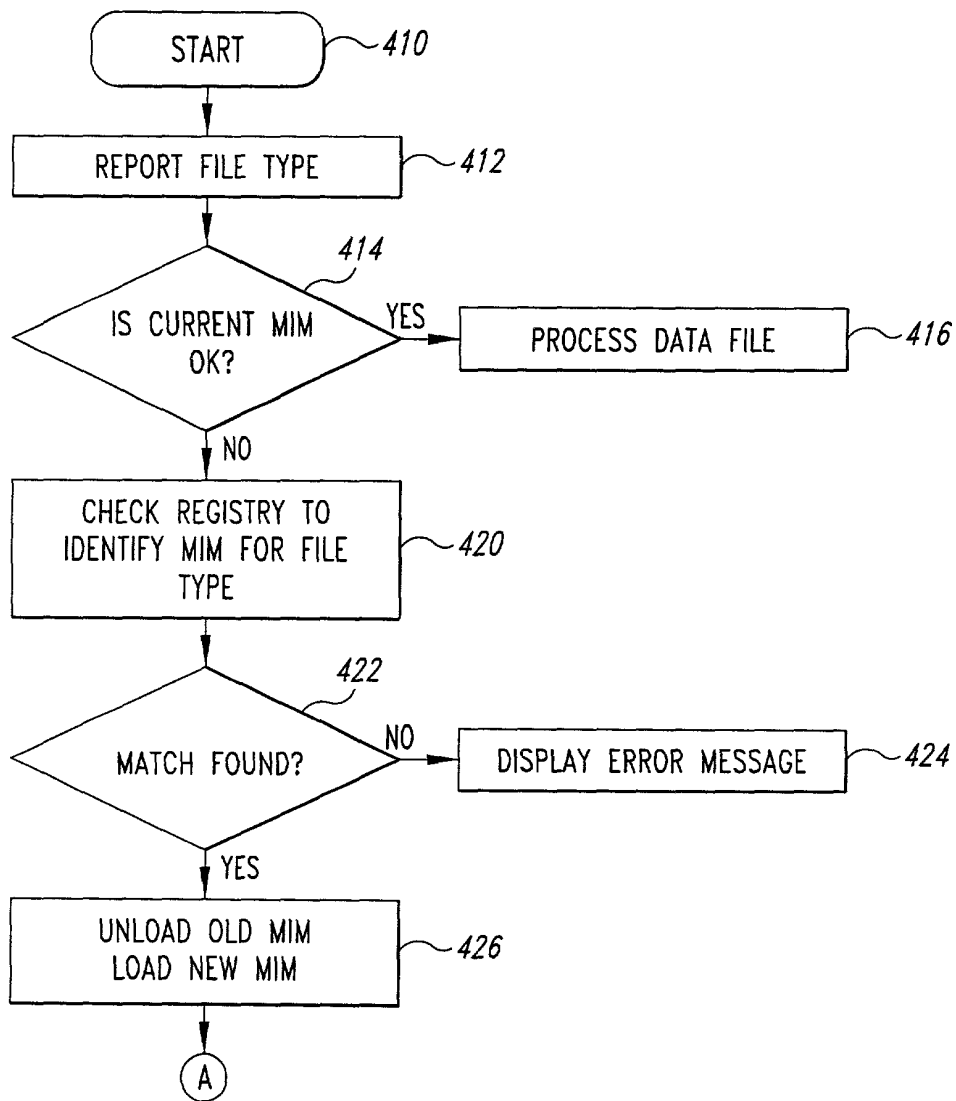 START
410
REPORT FILE TYPE
412
414
IS CURRENT MIM
OK?
YES
PROCESS DATA FILE
416
NO
CHECK REGISTRY TO
IDENTIFY MIM FOR FILE
TYPE
420
422
MATCH FOUND?
NO
DISPLAY ERROR MESSAGE
424
YES
UNLOAD OLD MIM
LOAD NEW MIM
426
A